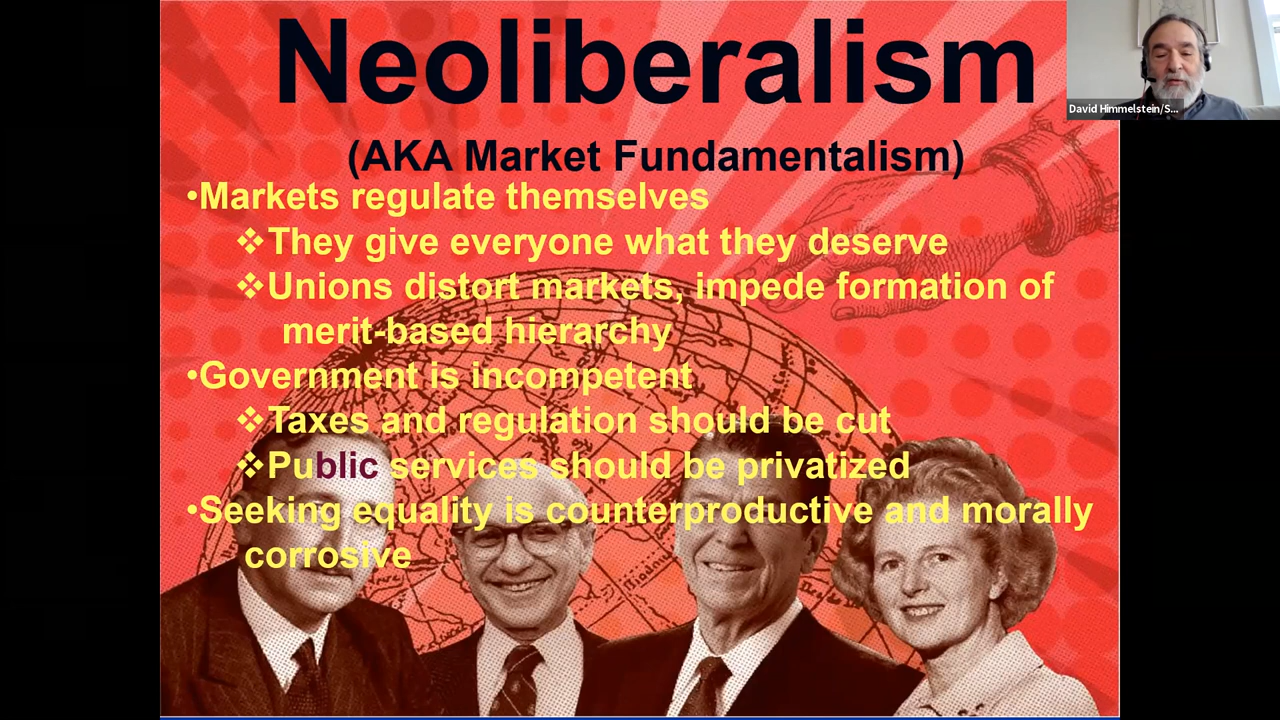 Neoliberalism
David Himmelstein/S...
(AKA Market Fundamentalism)
•Markets regulate themselves
❖They give everyone what they deserve
❖Unions distort markets, impede formation of
merit-based hierarchy
•Government is incompetent
❖Taxes and regulation should be cut
❖Public services should be privatized
•Seeking equality is counterproductive and morally
corrosive